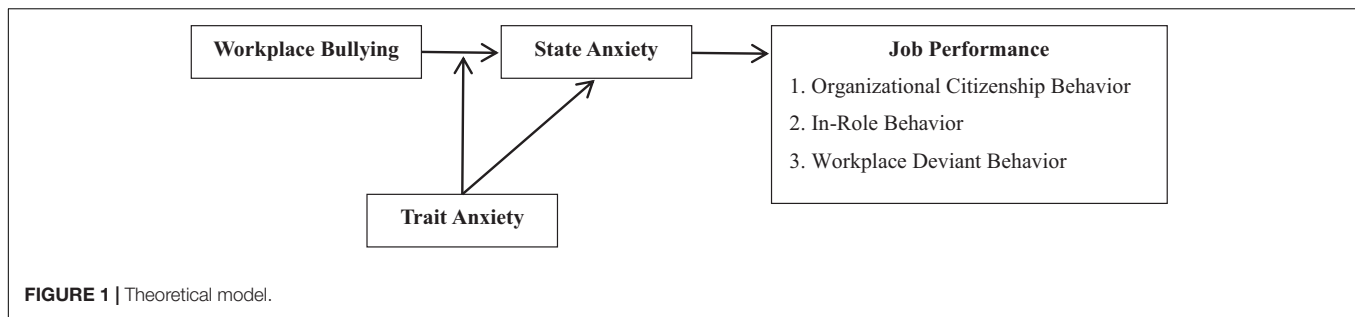 Workplace Bullying
State Anxiety
Job Performance
1. Organizational Citizenship Behavior
2. In-Role Behavior
3. Workplace Deviant Behavior
Trait Anxiety
FIGURE 1 | Theoretical model.